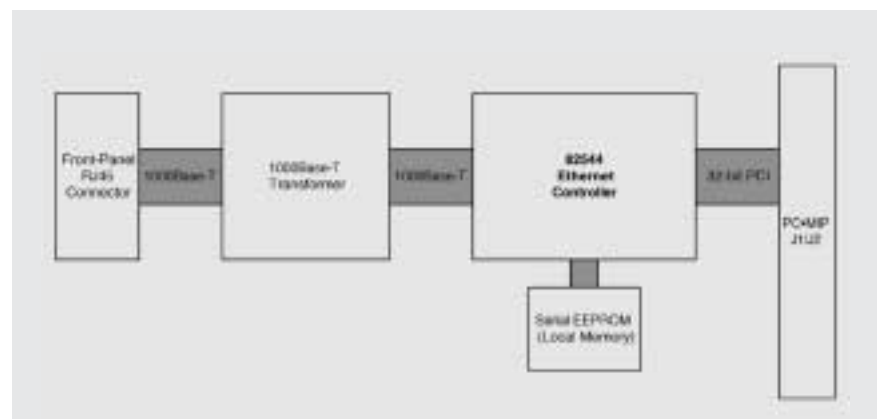 Front-Panel
RJ45
Connector
1000Base-T
1000Base-T
Transformer
1000Base-T
82544
Ethernet
Controller
32-bit PCI
PC•MIP
J1/J2
Serial EEPROM
(Local Memory)